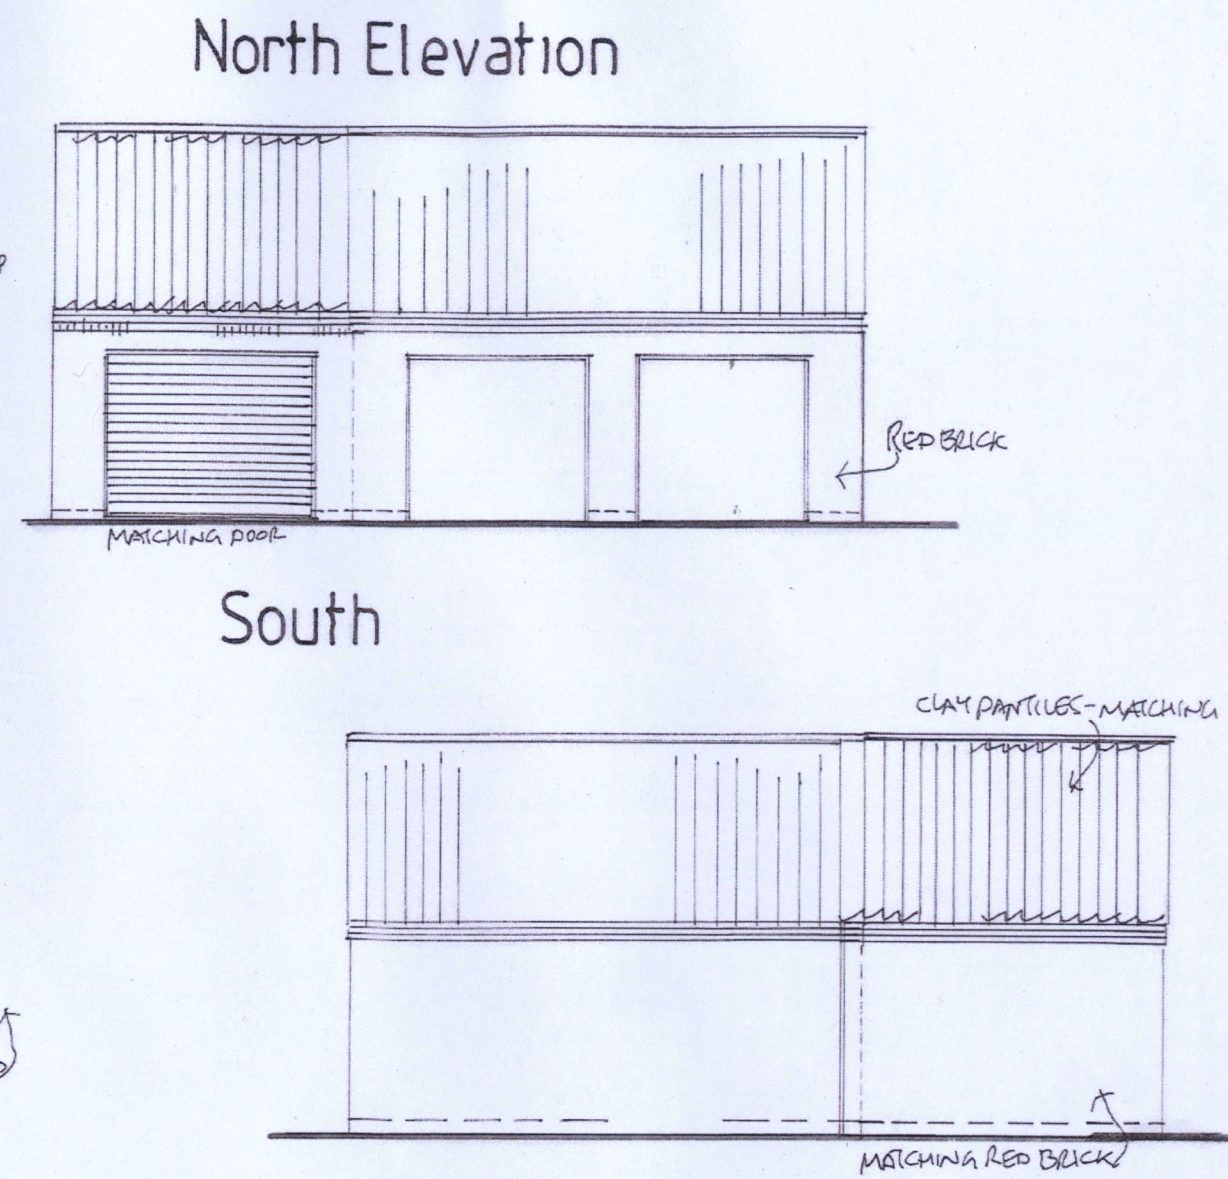 North Elevation
RED BRICK
MATCHING DOOR
South
CLAY PANTILES-MATCHING
MATCHING RED BRICK